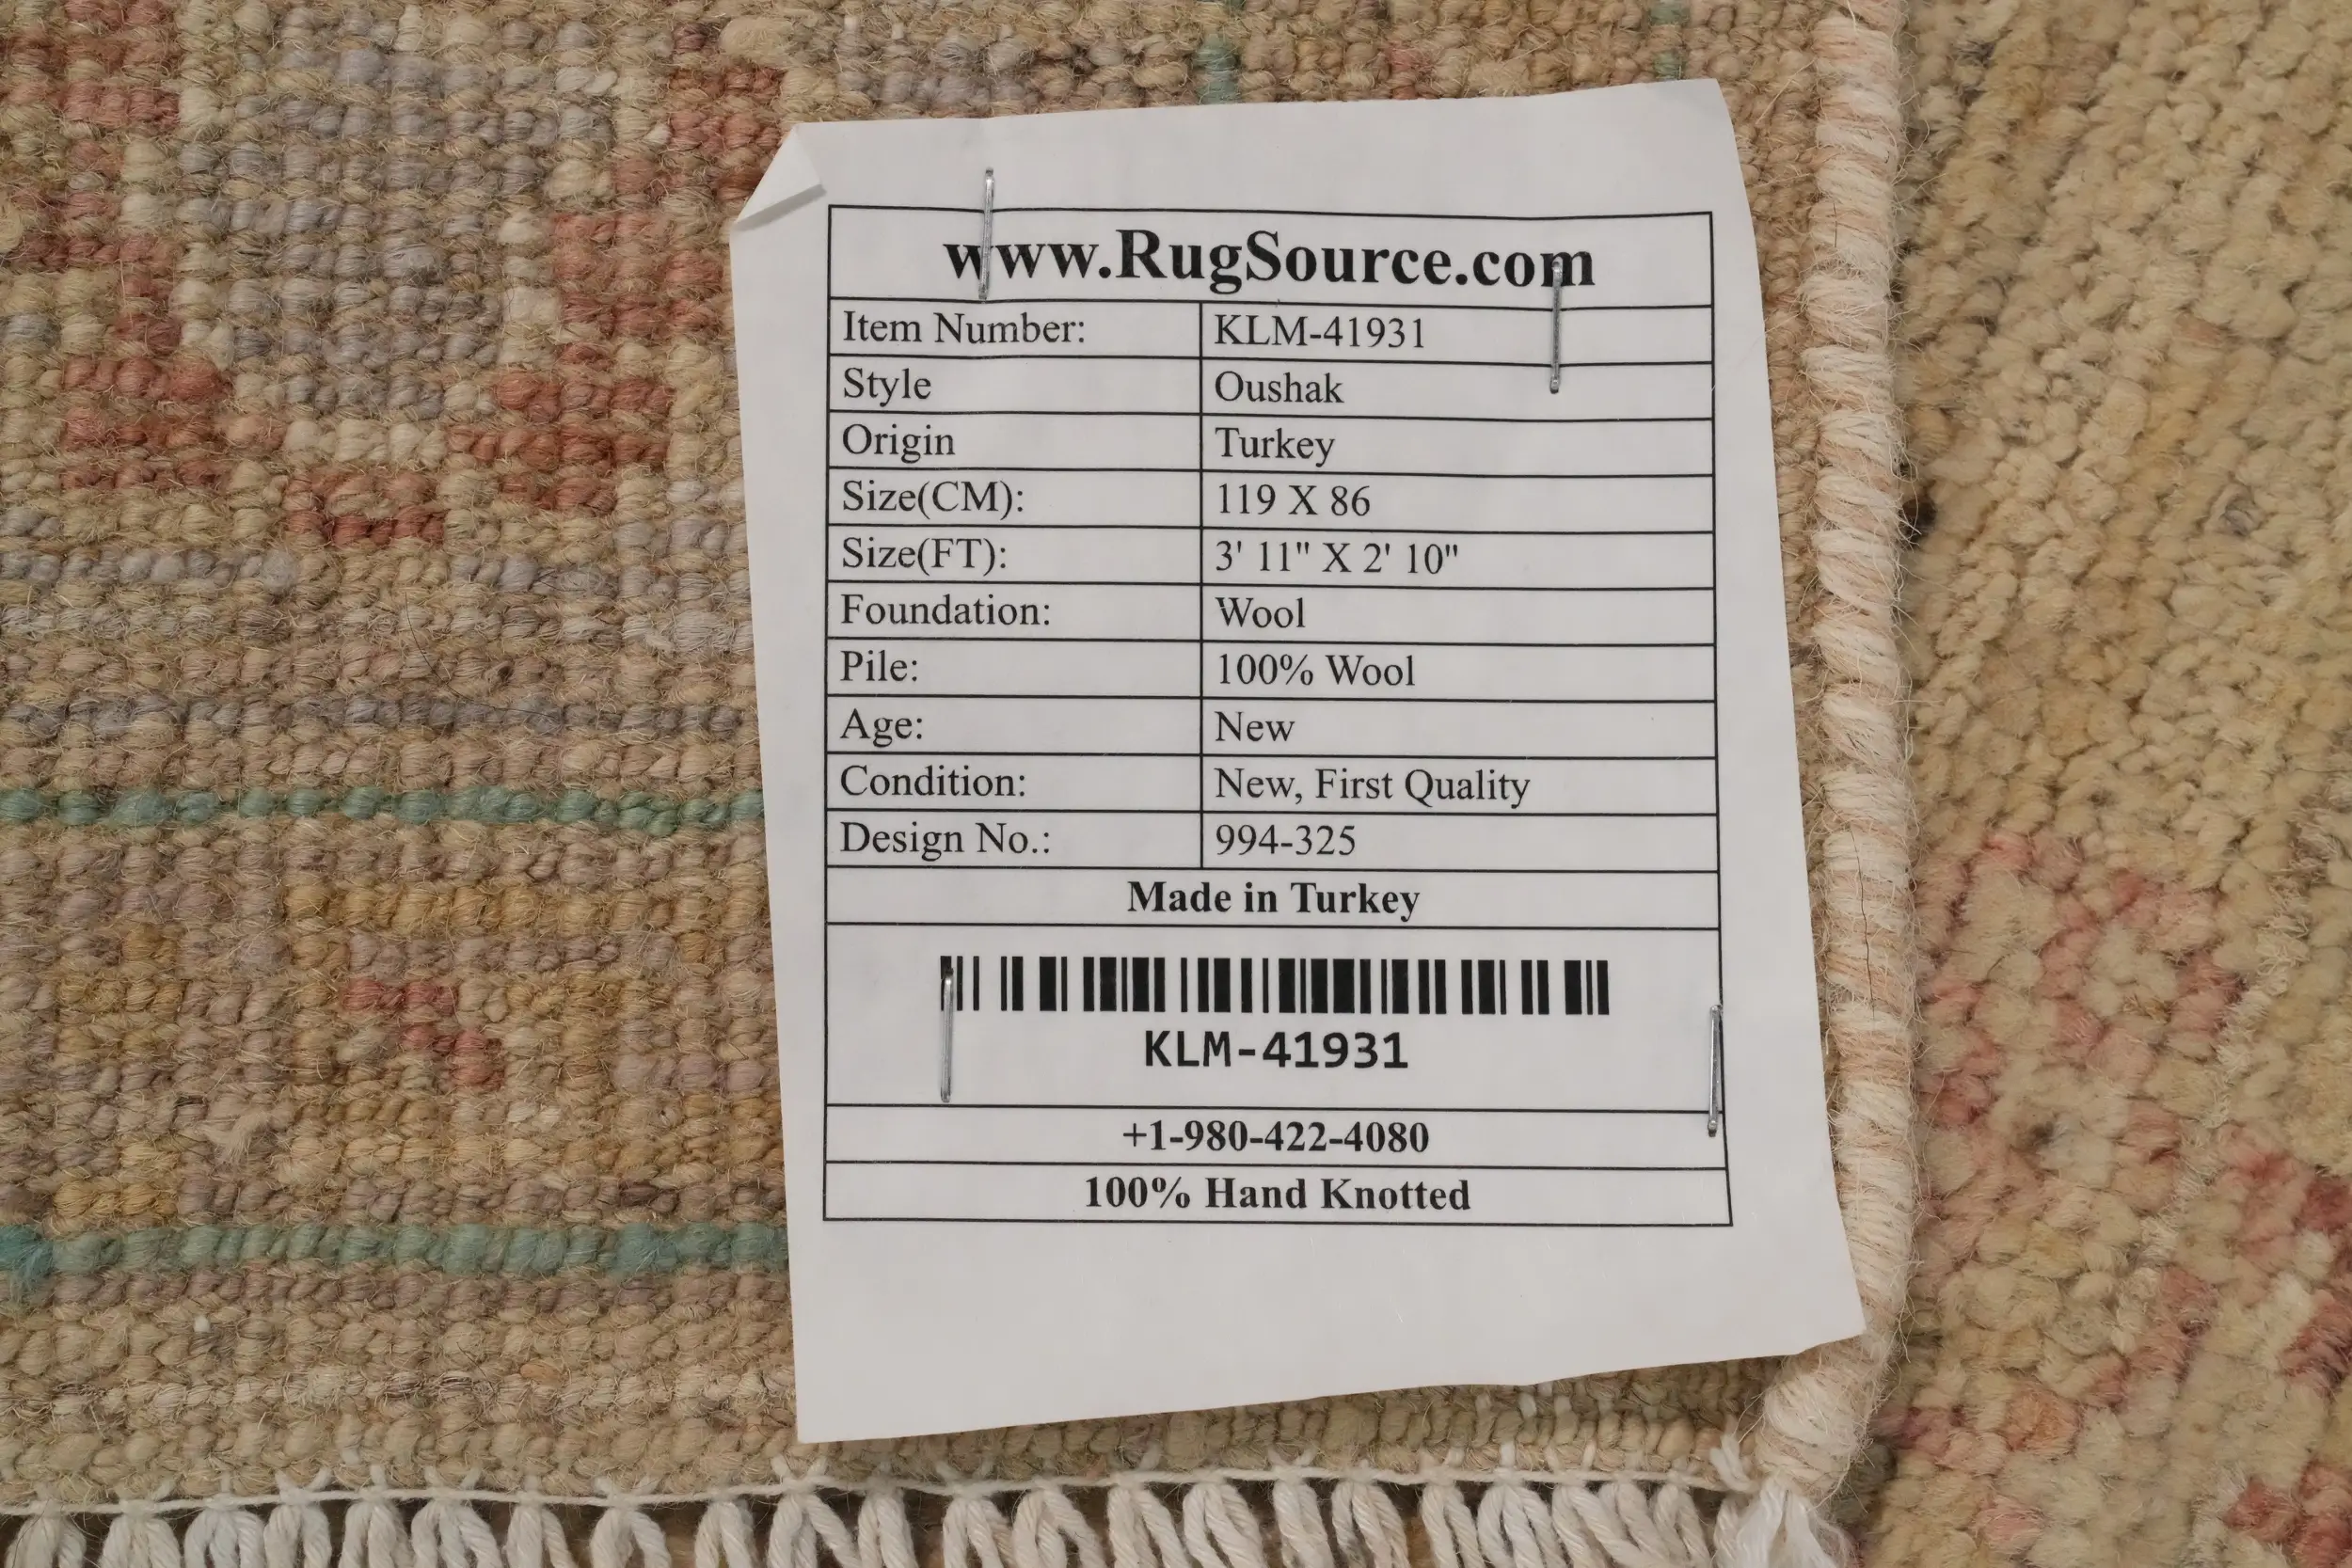 www.RugSource.com
Item Number: KLM-41931
Style Oushak
Origin Turkey
Size(CM): 119 X 86
Size(FT): 3' 11" X 2' 10"
Foundation: Wool
Pile: 100% Wool
Age: New
Condition: New, First Quality
Design No.: 994-325
Made in Turkey
KLM-41931
+1-980-422-4080
100% Hand Knotted